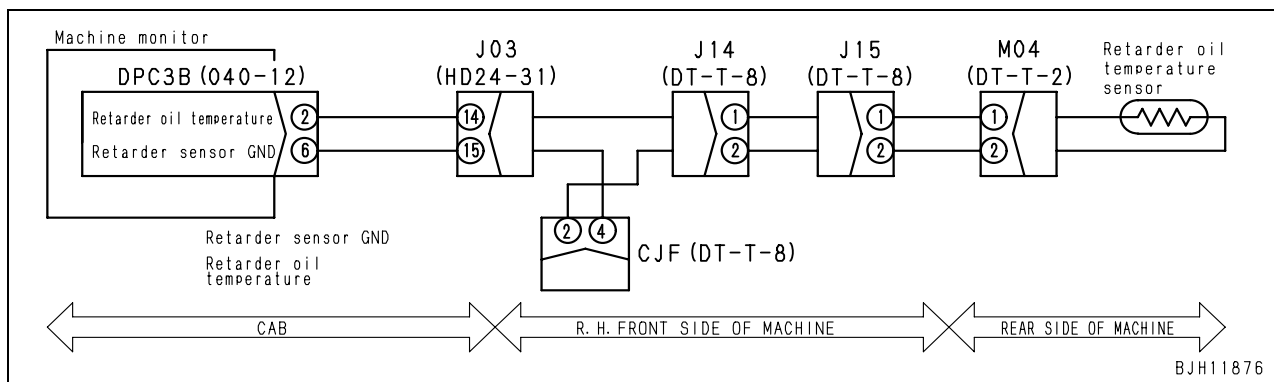 Machine monitor
DPC3B (040-12)
Retarder oil temperature
Retarder sensor GND
2
6
J03
(HD24-31)
14
15
J14
(DT-T-8)
1
2
J15
(DT-T-8)
1
2
M04
(DT-T-2)
1
2
Retarder oil
temperature
sensor
2
4
CJF (DT-T-8)
Retarder sensor GND
Retarder oil
temperature
CAB
R.H. FRONT SIDE OF MACHINE
REAR SIDE OF MACHINE
BJH11876